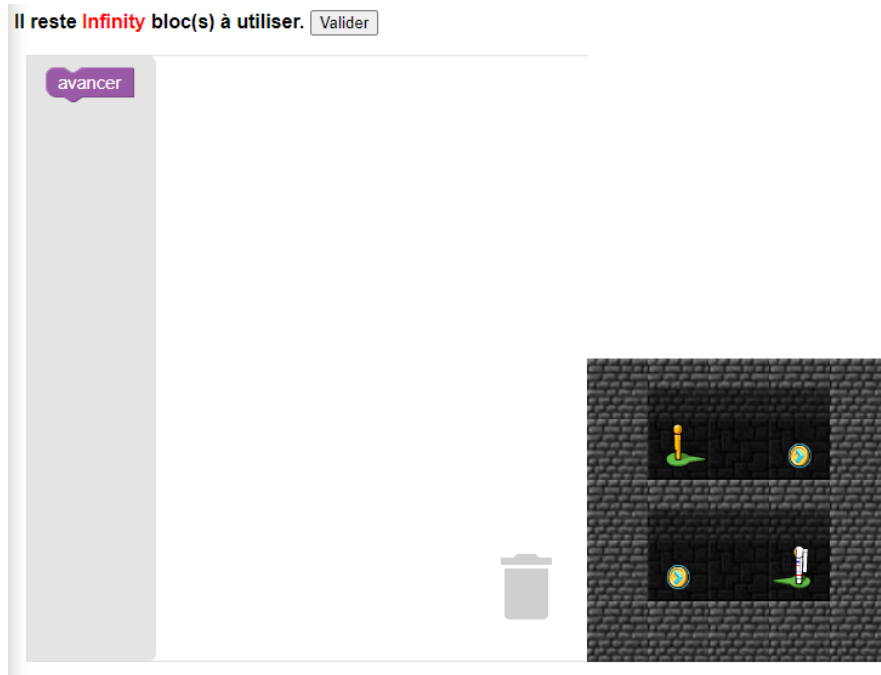 Il reste Infinity bloc(s) à utiliser. Valider
avancer